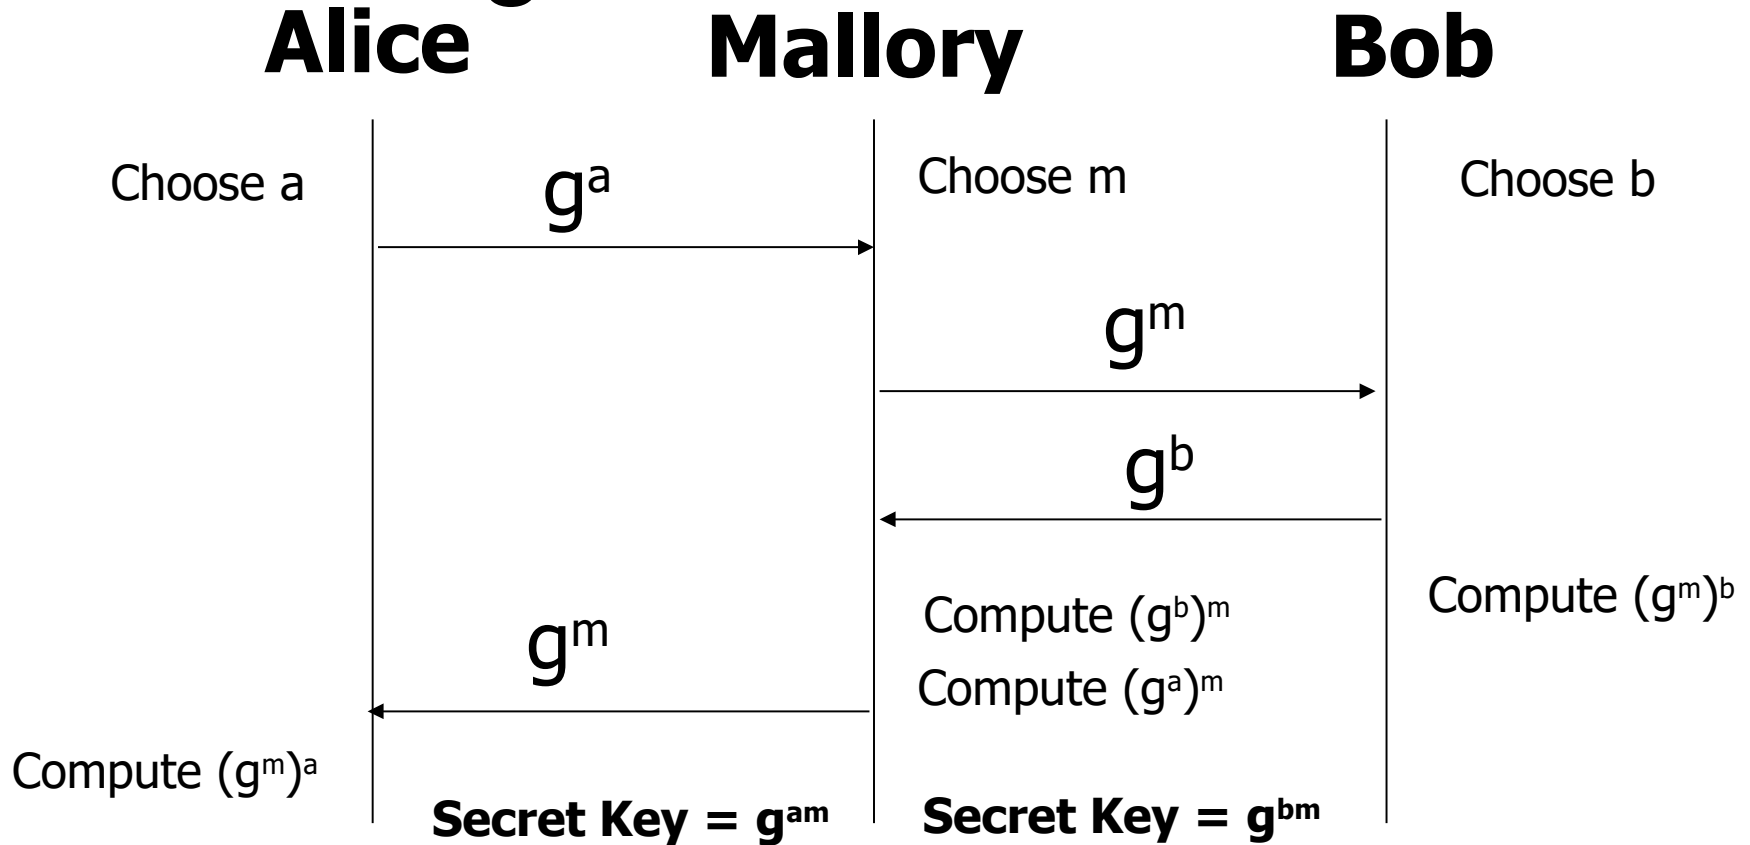 Alice Mallory Bob
Choose a gᵃ Choose m Choose b
gᵐ
gᵇ
Compute (gᵐ)ᵇ
Compute (gᵇ)ᵐ
gᵐ
Compute (gᵃ)ᵐ
Compute (gᵐ)ᵃ
Secret Key = gᵃᵐ Secret Key = gᵇᵐ